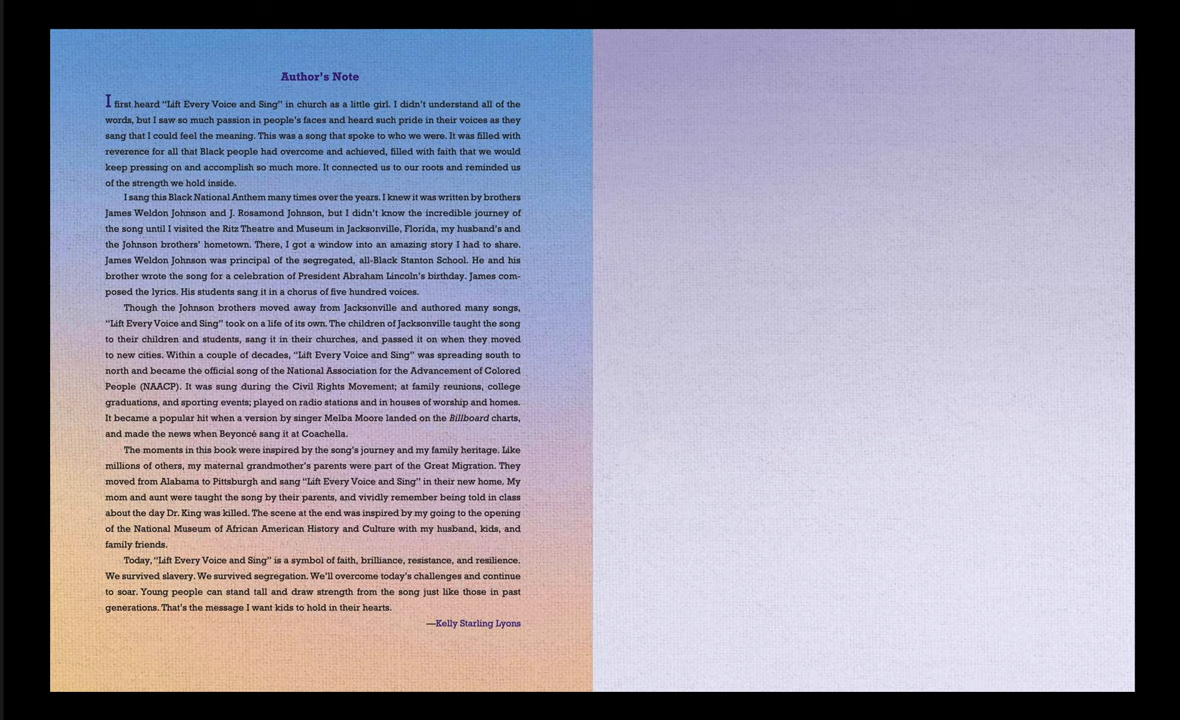 Author's Note
I first heard “Lift Every Voice and Sing” in church as a little girl. I didn't understand all of the
words, but I saw so much passion in people's faces and heard such pride in their voices as they
sang that I could feel the meaning. This was a song that spoke to who we were. It was filled with
reverence for all that Black people had overcome and achieved, filled with faith that we would
keep pressing on and accomplish so much more. It connected us to our roots and reminded us
of the strength we hold inside.
I sang this Black National Anthem many times over the years. I knew it was written by brothers
James Weldon Johnson and J. Rosamond Johnson, but I didn't know the incredible journey of
the song until I visited the Ritz Theatre and Museum in Jacksonville, Florida, my husband's and
the Johnson brothers' hometown. There, I got a window into an amazing story I had to share.
James Weldon Johnson was principal of the segregated, all-Black Stanton School. He and his
brother wrote the song for a celebration of President Abraham Lincoln's birthday. James com-
posed the lyrics. His students sang it in a chorus of five hundred voices.
Though the Johnson brothers moved away from Jacksonville and authored many songs,
“Lift Every Voice and Sing” took on a life of its own. The children of Jacksonville taught the song
to their children and students, sang it in their churches, and passed it on when they moved
to new cities. Within a couple of decades, “Lift Every Voice and Sing” was spreading south to
north and became the official song of the National Association for the Advancement of Colored
People (NAACP). It was sung during the Civil Rights Movement; at family reunions, college
graduations, and sporting events; played on radio stations and in houses of worship and homes.
It became a popular hit when a version by singer Melba Moore landed on the Billboard charts,
and made the news when Beyoncé sang it at Coachella.
The moments in this book were inspired by the song's journey and my family heritage. Like
millions of others, my maternal grandmother's parents were part of the Great Migration. They
moved from Alabama to Pittsburgh and sang “Lift Every Voice and Sing” in their new home. My
mom and aunt were taught the song by their parents, and vividly remember being told in class
about the day Dr. King was killed. The scene at the end was inspired by my going to the opening
of the National Museum of African American History and Culture with my husband, kids, and
family friends.
Today, “Lift Every Voice and Sing” is a symbol of faith, brilliance, resistance, and resilience.
We survived slavery. We survived segregation. We'll overcome today's challenges and continue
to soar. Young people can stand tall and draw strength from the song just like those in past
generations. That's the message I want kids to hold in their hearts.
—Kelly Starling Lyons